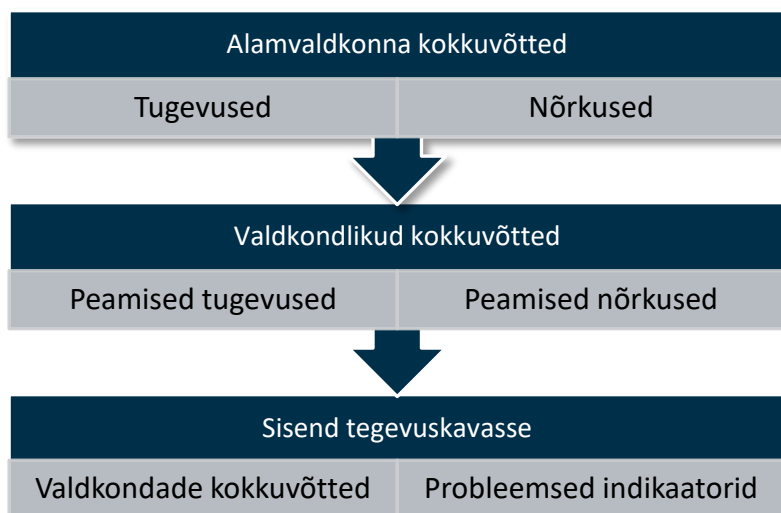 Alamvaldkonna kokkuvõtted
Tugevused
Nõrkused
Valdkondlikud kokkuvõtted
Peamised tugevused
Peamised nõrkused
Sisend tegevuskavasse
Valdkondade kokkuvõtted
Probleemsed indikaatorid